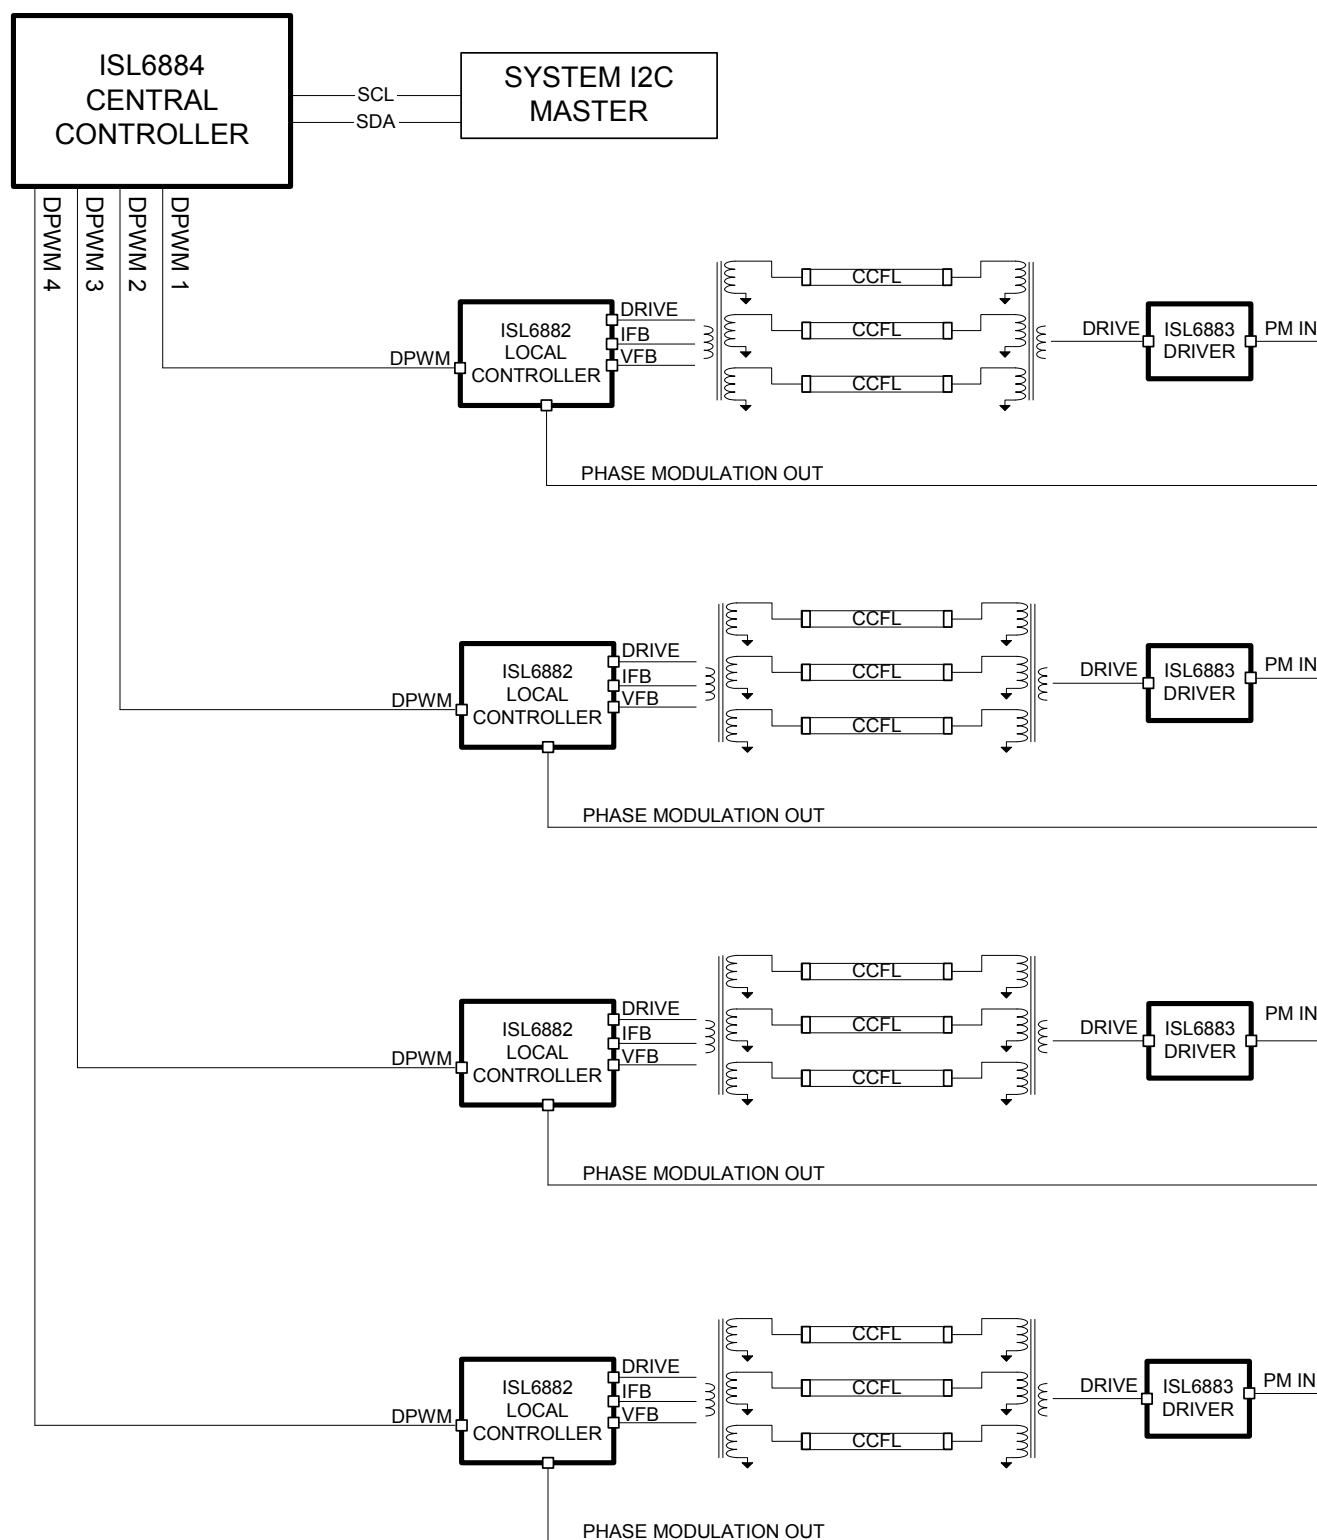 ISL6884
CENTRAL
CONTROLLER
SCL
SDA
SYSTEM I2C
MASTER
DPWM 4
DPWM 3
DPWM 2
DPWM 1
DPWM
ISL6882
LOCAL
CONTROLLER
DRIVE
IFB
VFB
CCFL
CCFL
CCFL
DRIVE
ISL6883
DRIVER
PM IN
PHASE MODULATION OUT
DPWM
ISL6882
LOCAL
CONTROLLER
DRIVE
IFB
VFB
CCFL
CCFL
CCFL
DRIVE
ISL6883
DRIVER
PM IN
PHASE MODULATION OUT
DPWM
ISL6882
LOCAL
CONTROLLER
DRIVE
IFB
VFB
CCFL
CCFL
CCFL
DRIVE
ISL6883
DRIVER
PM IN
PHASE MODULATION OUT
DPWM
ISL6882
LOCAL
CONTROLLER
DRIVE
IFB
VFB
CCFL
CCFL
CCFL
DRIVE
ISL6883
DRIVER
PM IN
PHASE MODULATION OUT